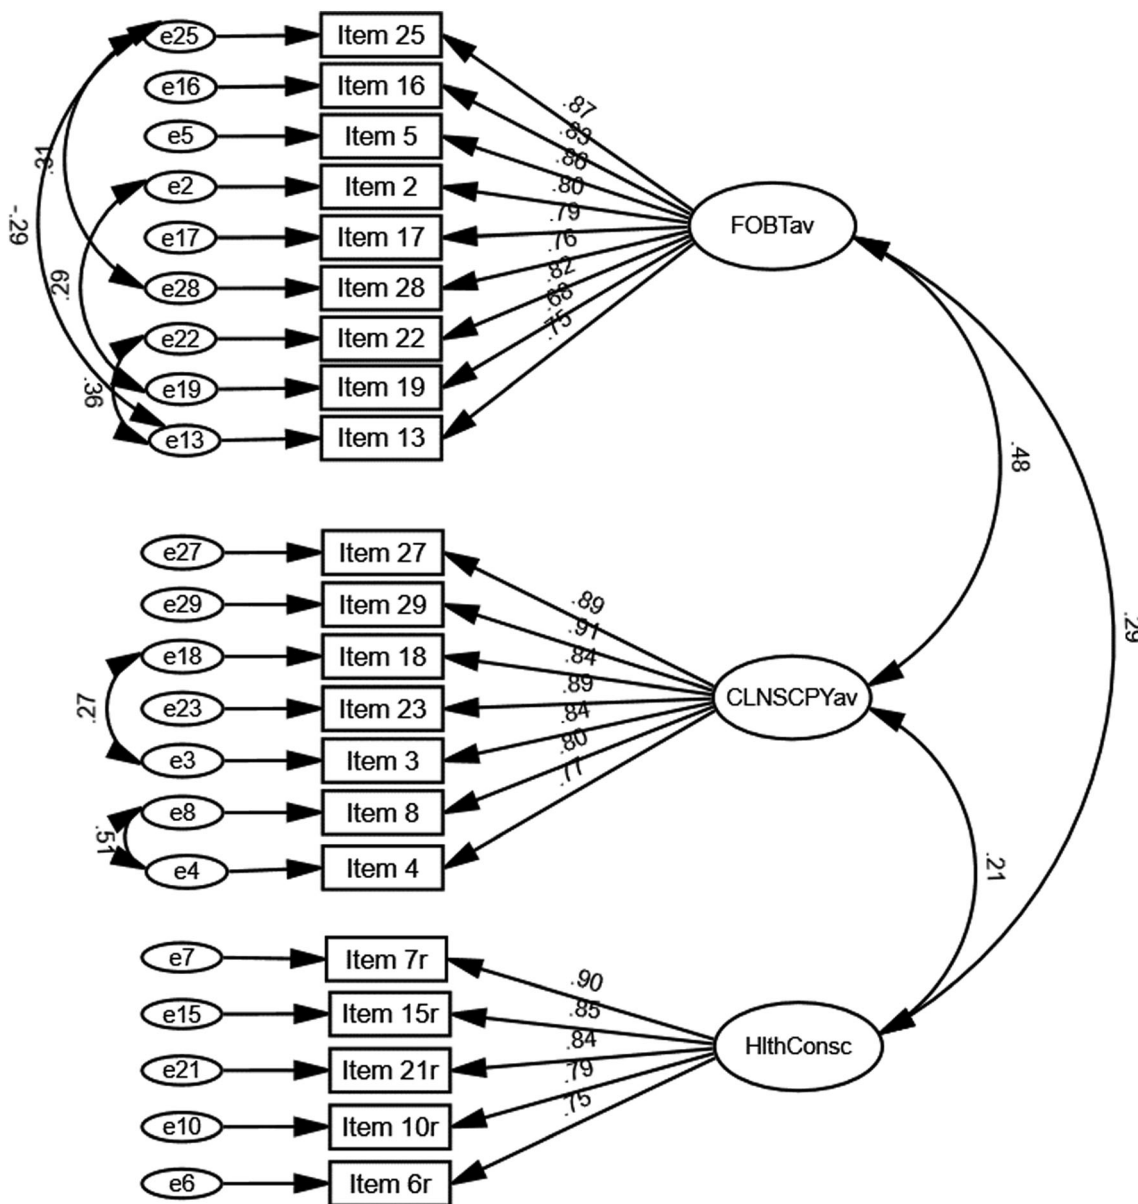 e25
Item 25
e16
Item 16
e5
Item 5
e2
Item 2
e17
Item 17
e28
Item 28
e22
Item 22
e19
Item 19
e13
Item 13
.31
-.29
.29
.36
.87
.83
.86
.80
.79
.76
.82
.68
.75
FOBTav
.48
.29
e27
Item 27
e29
Item 29
e18
Item 18
e23
Item 23
e3
Item 3
e8
Item 8
e4
Item 4
.27
.51
.89
.91
.84
.89
.84
.80
.77
CLNSCPYav
.21
e7
Item 7r
e15
Item 15r
e21
Item 21r
e10
Item 10r
e6
Item 6r
.90
.85
.84
.79
.75
HlthConsc